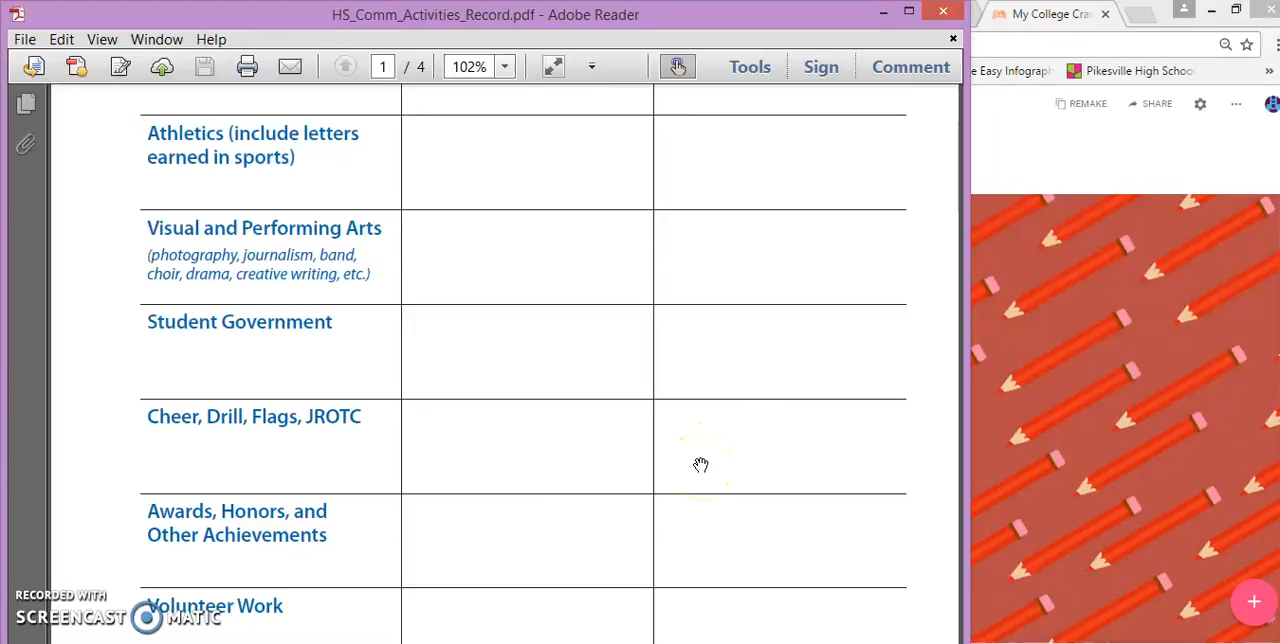 HS_Comm_Activities_Record.pdf - Adobe Reader
My College Cra
File Edit View Window Help
1 / 4 102% Tools Sign Comment
e Easy Infograph Pikesville High Schoo
REMAKE SHARE
Athletics (include letters
earned in sports)
Visual and Performing Arts
(photography, journalism, band,
choir, drama, creative writing, etc.)
Student Government
Cheer, Drill, Flags, JROTC
Awards, Honors, and
Other Achievements
Volunteer Work
RECORDED WITH
SCREENCAST MATIC